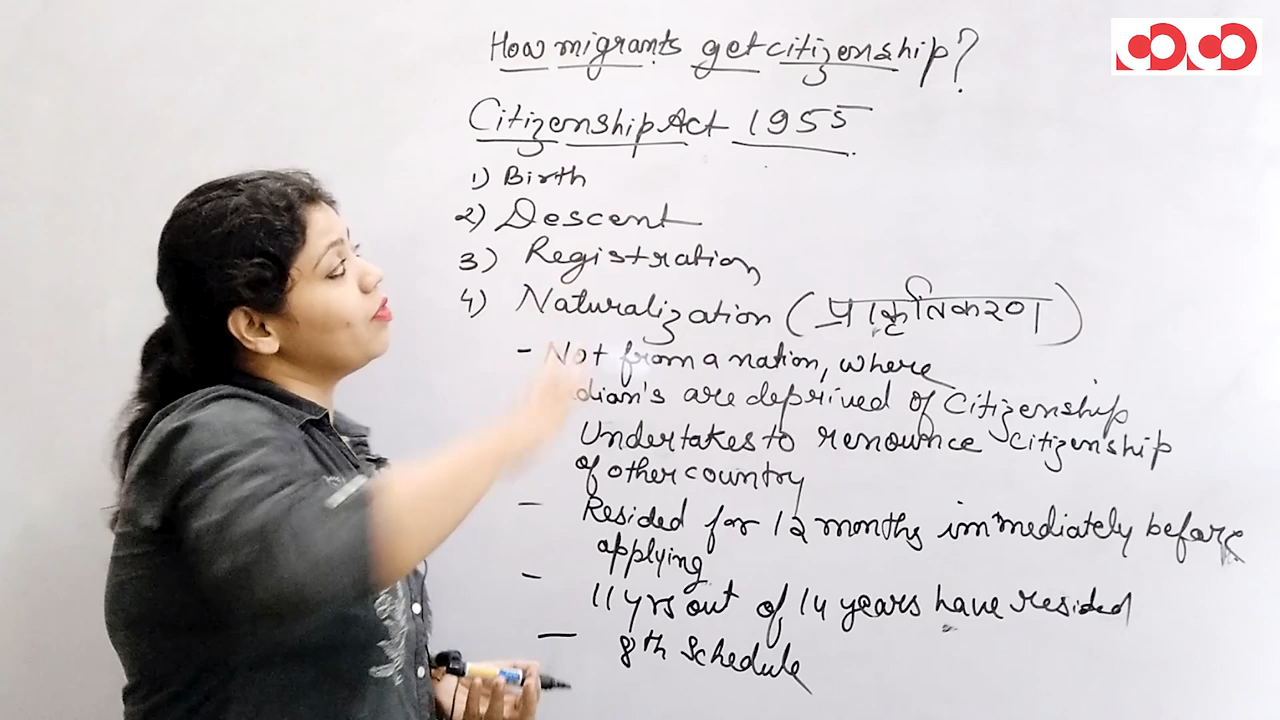 How migrants get citizenship?
Citizenship Act 1955
1) Birth
2) Descent
3) Registration
4) Naturalization (प्राकृतिकरण)
- Not from a nation, where
dian's are deprived of Citizenship
Undertakes to renounce citizenship
of other country
- Resided for 12 months immediately before
applying
- 11 yrs out of 14 years have resided
- 8th Schedule